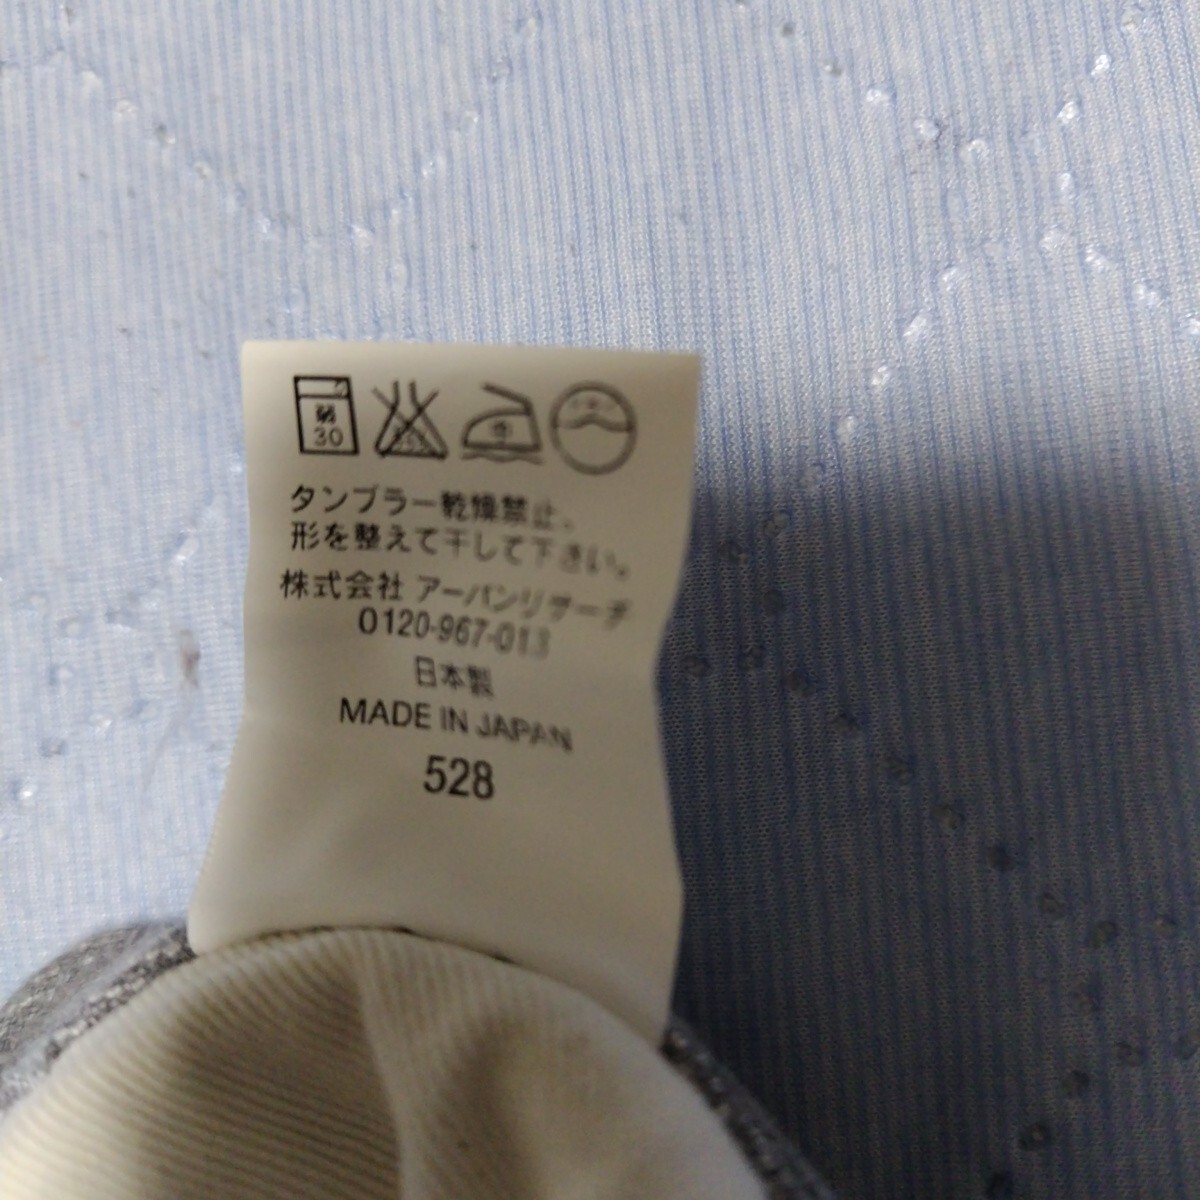 弱
30
タンブラー乾燥禁止、
形を整えて干して下さい。
株式会社 アーバンリサーチ
0120-967-013
日本製
MADE IN JAPAN
528